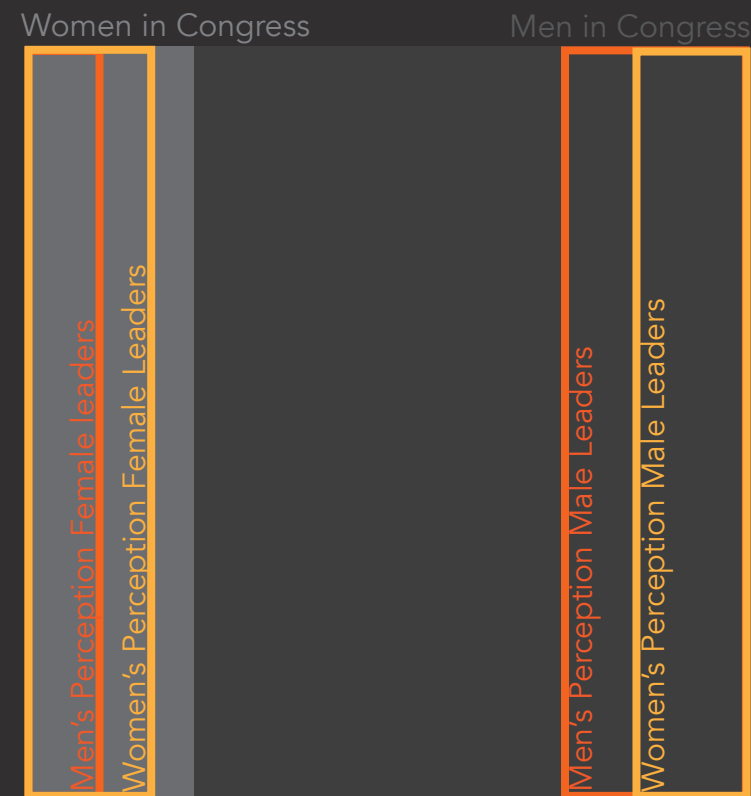 Women in Congress
Men in Congress
Men's Perception Female leaders
Women's Perception Female Leaders
Men's Perception Male Leaders
Women's Perception Male Leaders